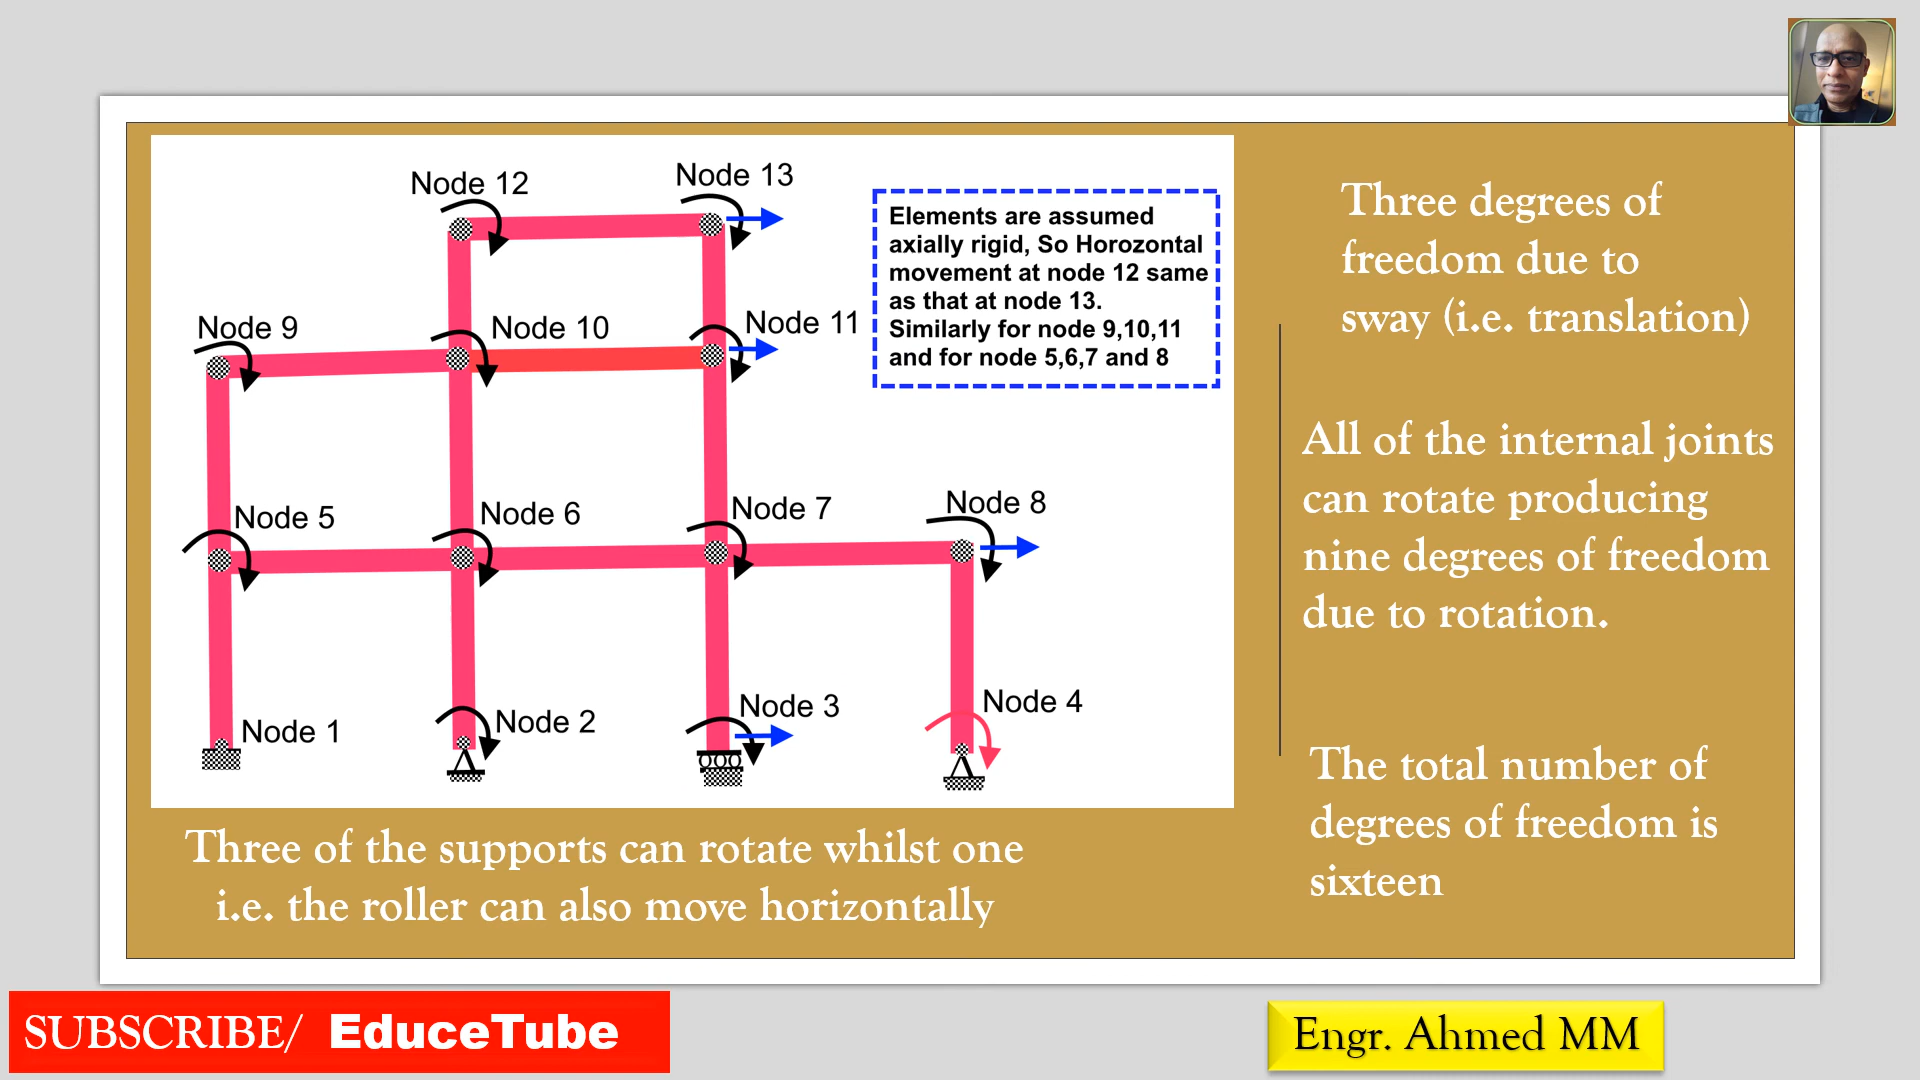 Node 12
Node 13
Elements are assumed
axially rigid, So Horozontal
movement at node 12 same
as that at node 13.
Similarly for node 9,10,11
and for node 5,6,7 and 8
Node 9
Node 10
Node 11
Node 5
Node 6
Node 7
Node 8
Node 1
Node 2
Node 3
Node 4
Three degrees of
freedom due to
sway (i.e. translation)
All of the internal joints
can rotate producing
nine degrees of freedom
due to rotation.
The total number of
degrees of freedom is
sixteen
Three of the supports can rotate whilst one
i.e. the roller can also move horizontally
SUBSCRIBE/ EduceTube
Engr. Ahmed MM